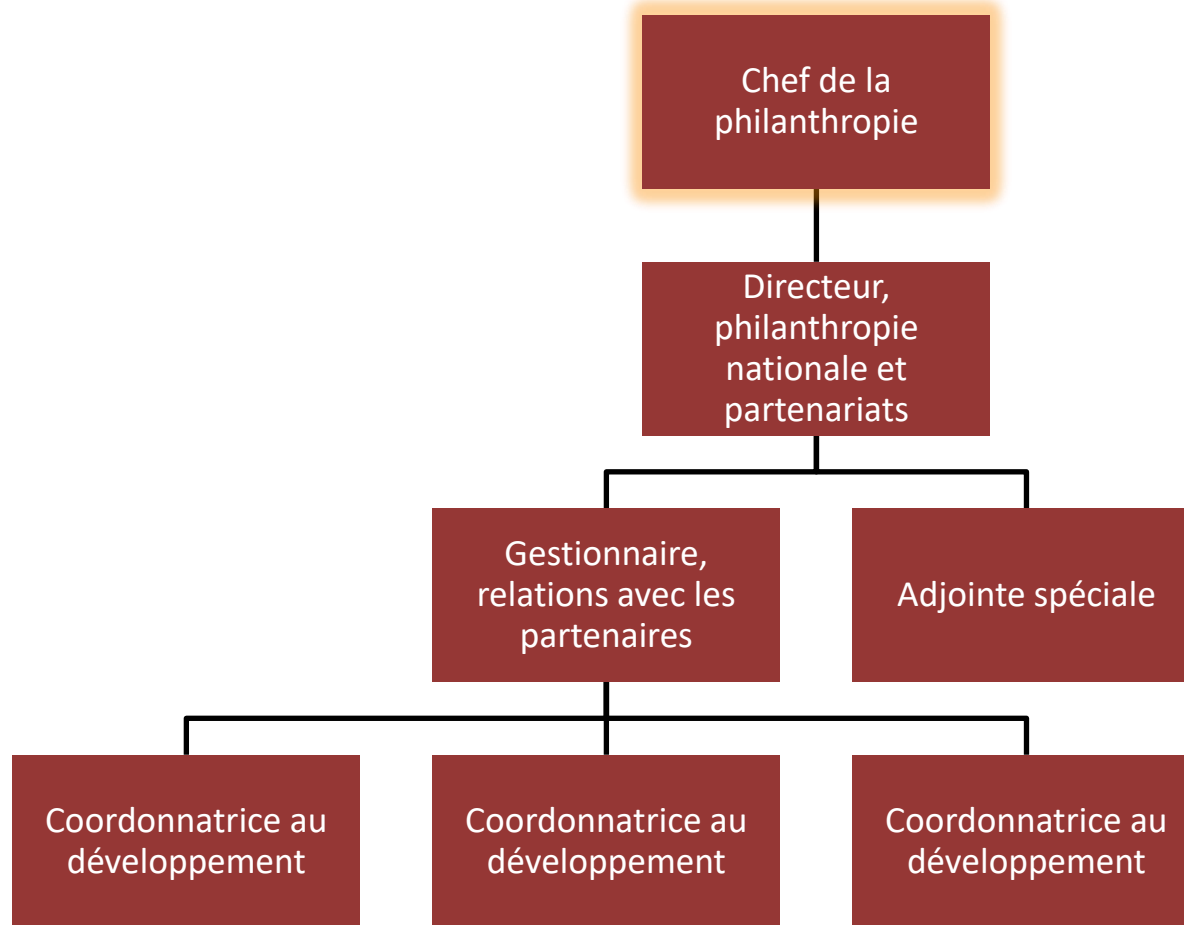 Chef de la
philanthropie
Directeur,
philanthropie
nationale et
partenariats
Gestionnaire,
relations avec les
partenaires
Adjointe spéciale
Coordonnatrice au
développement
Coordonnatrice au
développement
Coordonnatrice au
développement